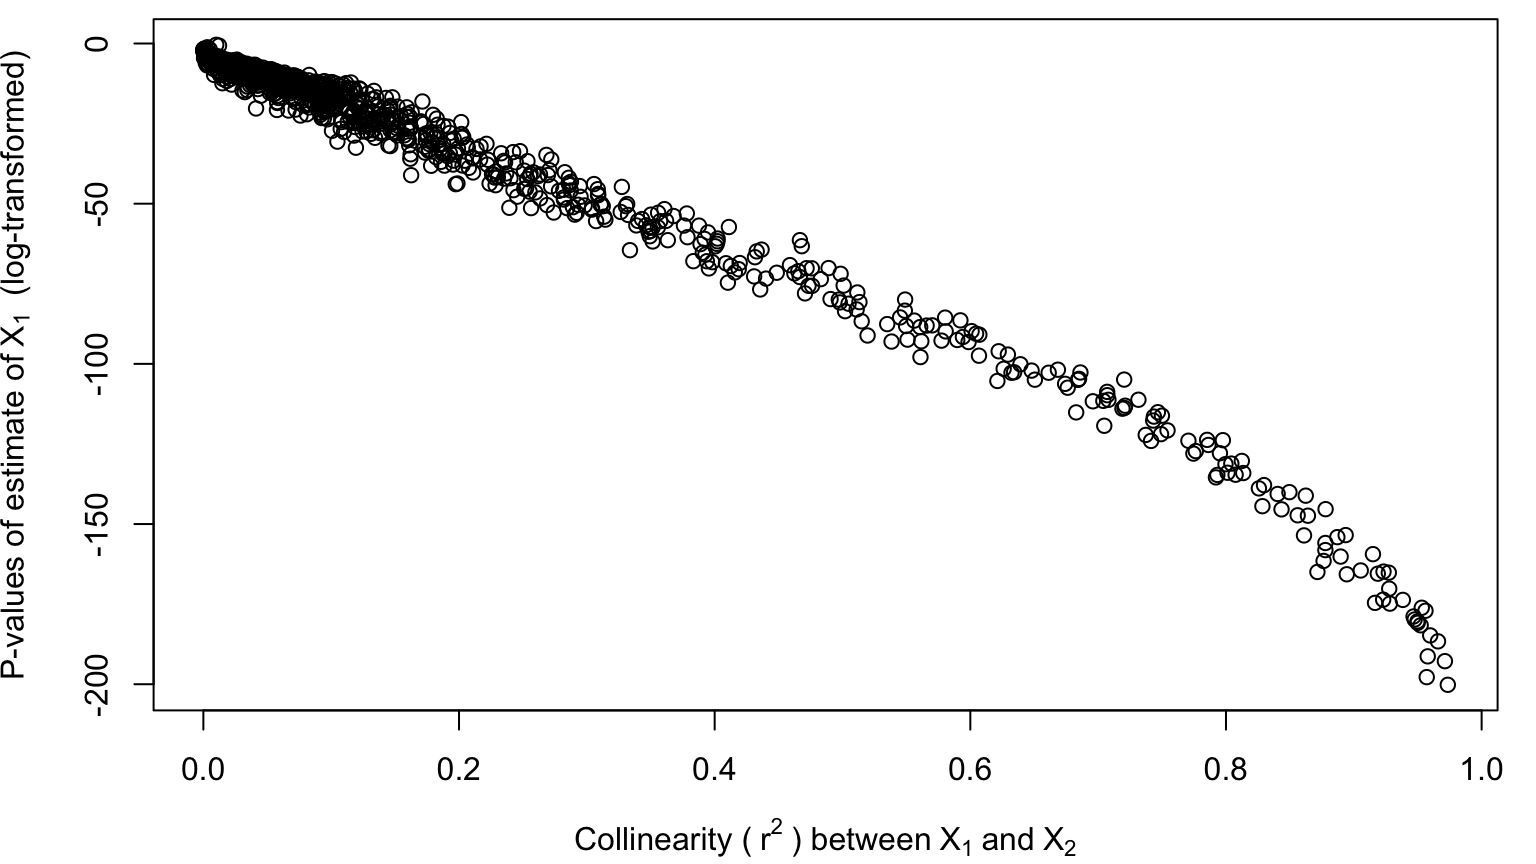 P-values of estimate of X1 (log-transformed)
0
-50
-100
-150
-200
0.0 0.2 0.4 0.6 0.8 1.0
Collinearity ( r2 ) between X1 and X2